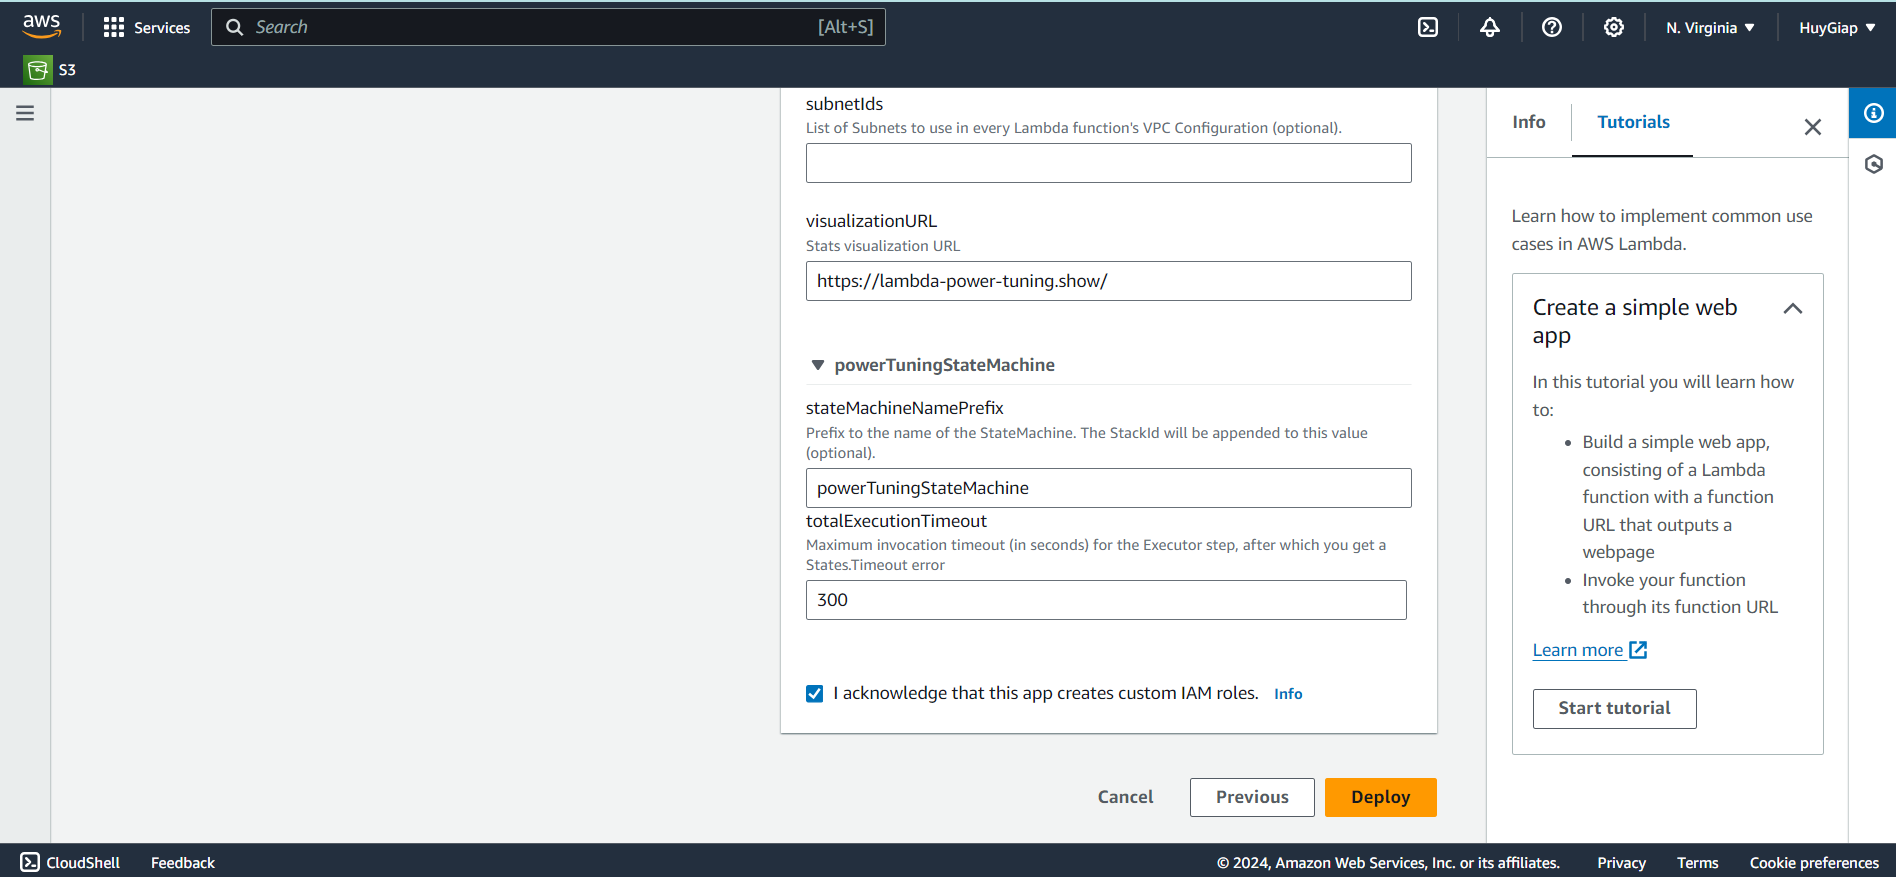 aws
Services
Search
[Alt+S]
N. Virginia
HuyGiap
S3
subnetIds
List of Subnets to use in every Lambda function's VPC Configuration (optional).
visualizationURL
Stats visualization URL
https://lambda-power-tuning.show/
powerTuningStateMachine
stateMachineNamePrefix
Prefix to the name of the StateMachine. The StackId will be appended to this value
(optional).
powerTuningStateMachine
totalExecutionTimeout
Maximum invocation timeout (in seconds) for the Executor step, after which you get a
States.Timeout error
300
I acknowledge that this app creates custom IAM roles. Info
Cancel
Previous
Deploy
Info
Tutorials
Learn how to implement common use
cases in AWS Lambda.
Create a simple web
app
In this tutorial you will learn how
to:
• Build a simple web app,
consisting of a Lambda
function with a function
URL that outputs a
webpage
• Invoke your function
through its function URL
Learn more
Start tutorial
CloudShell
Feedback
© 2024, Amazon Web Services, Inc. or its affiliates.
Privacy
Terms
Cookie preferences